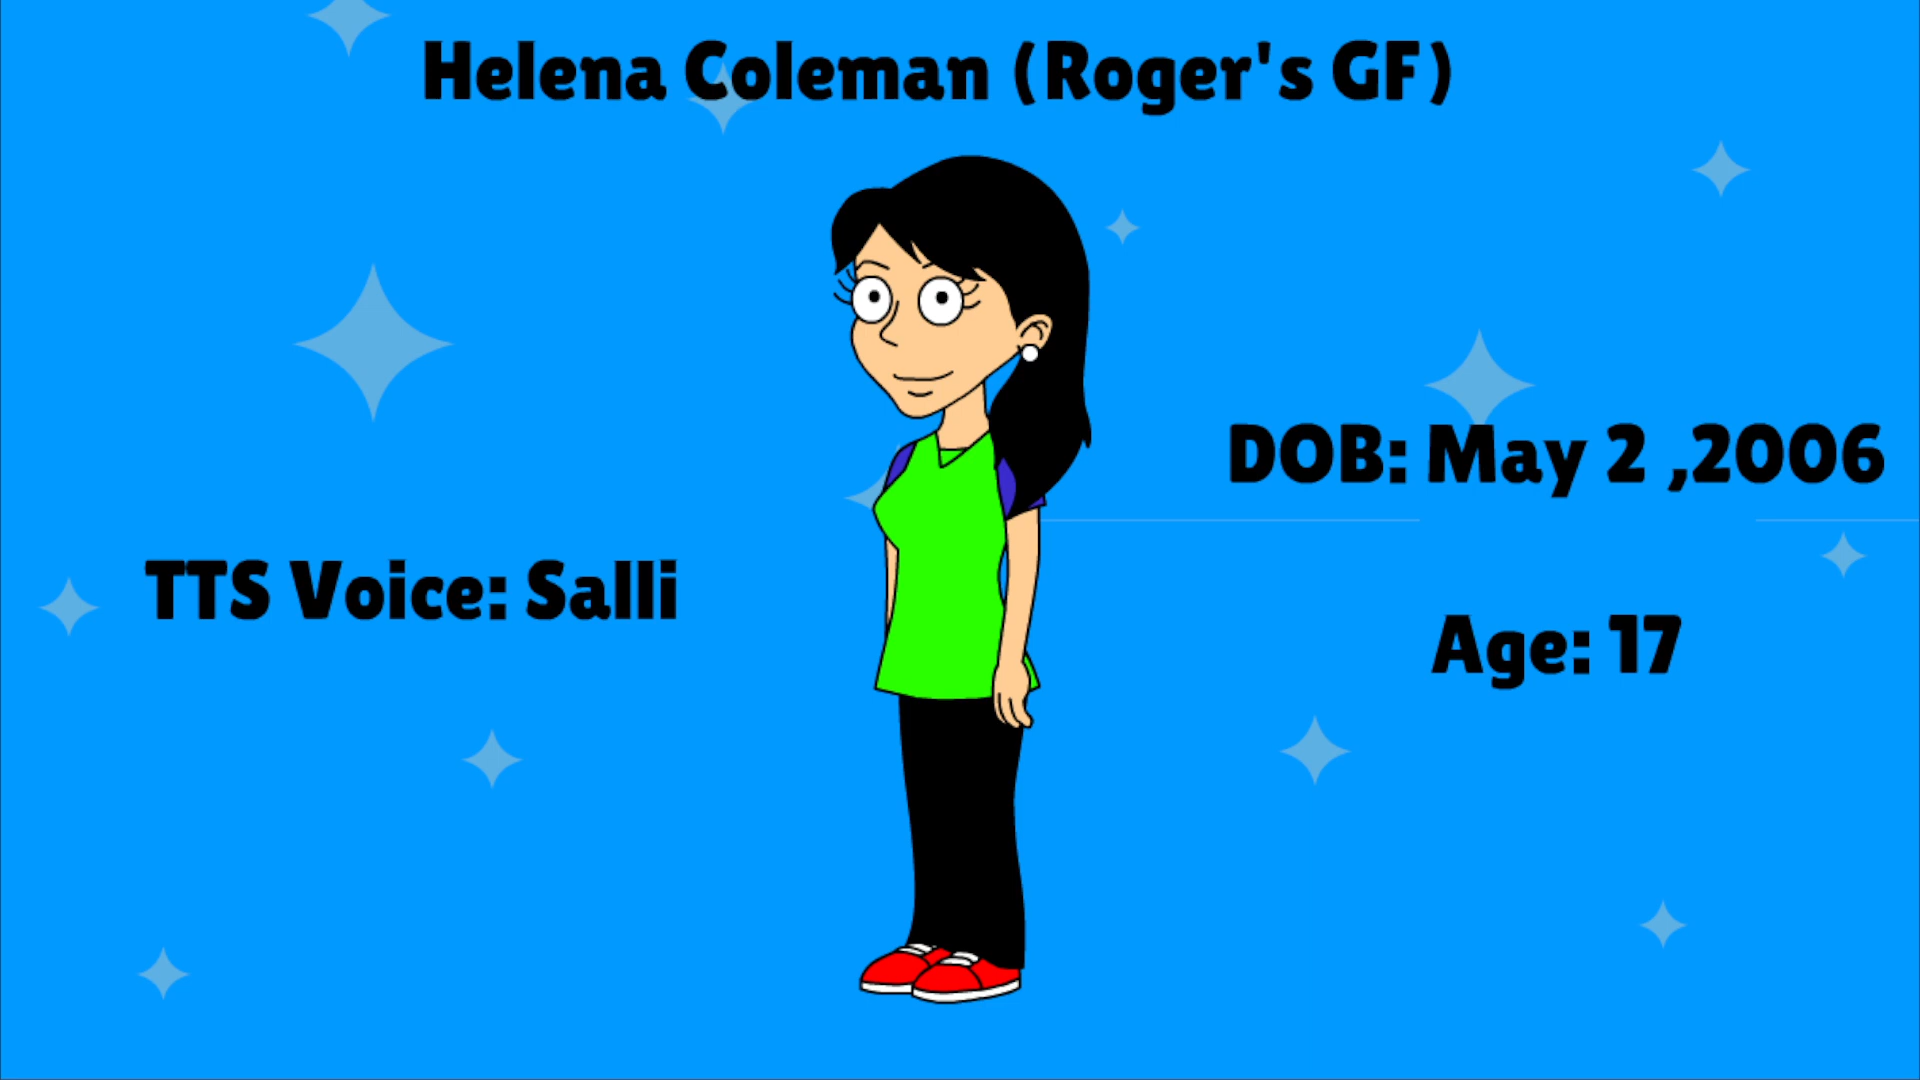 Helena Coleman (Roger's GF)
DOB: May 2 ,2006
TTS Voice: Salli
Age: 17